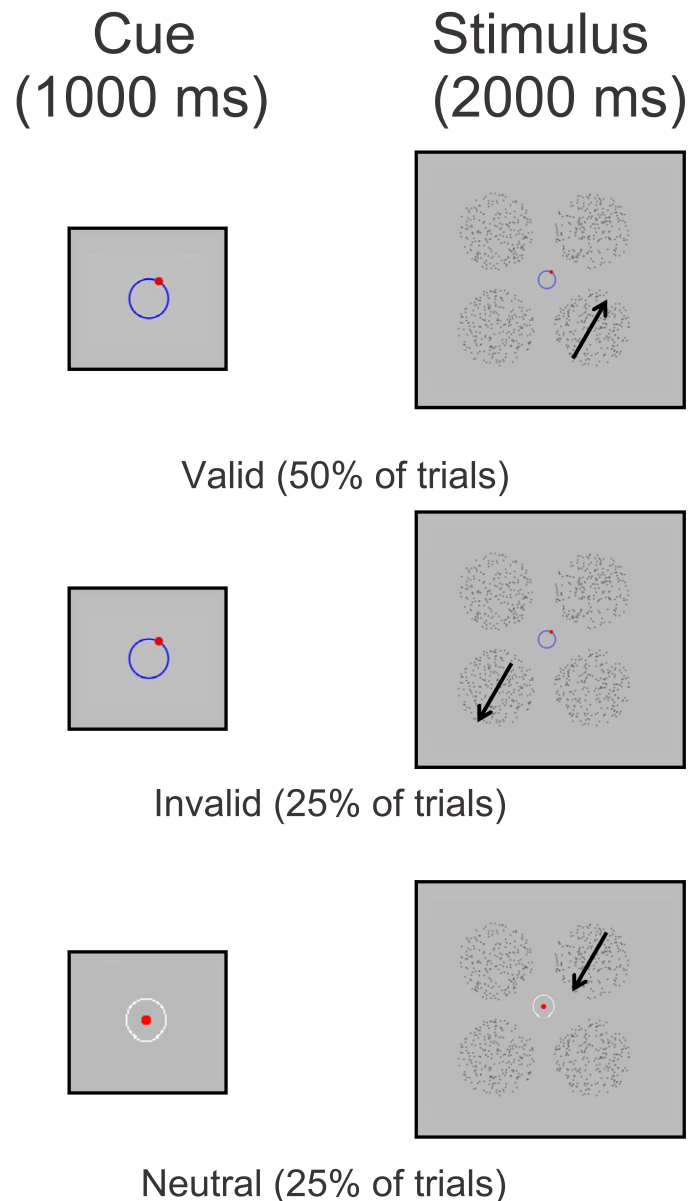 Cue
(1000 ms)
Stimulus
(2000 ms)
Valid (50% of trials)
Invalid (25% of trials)
Neutral (25% of trials)